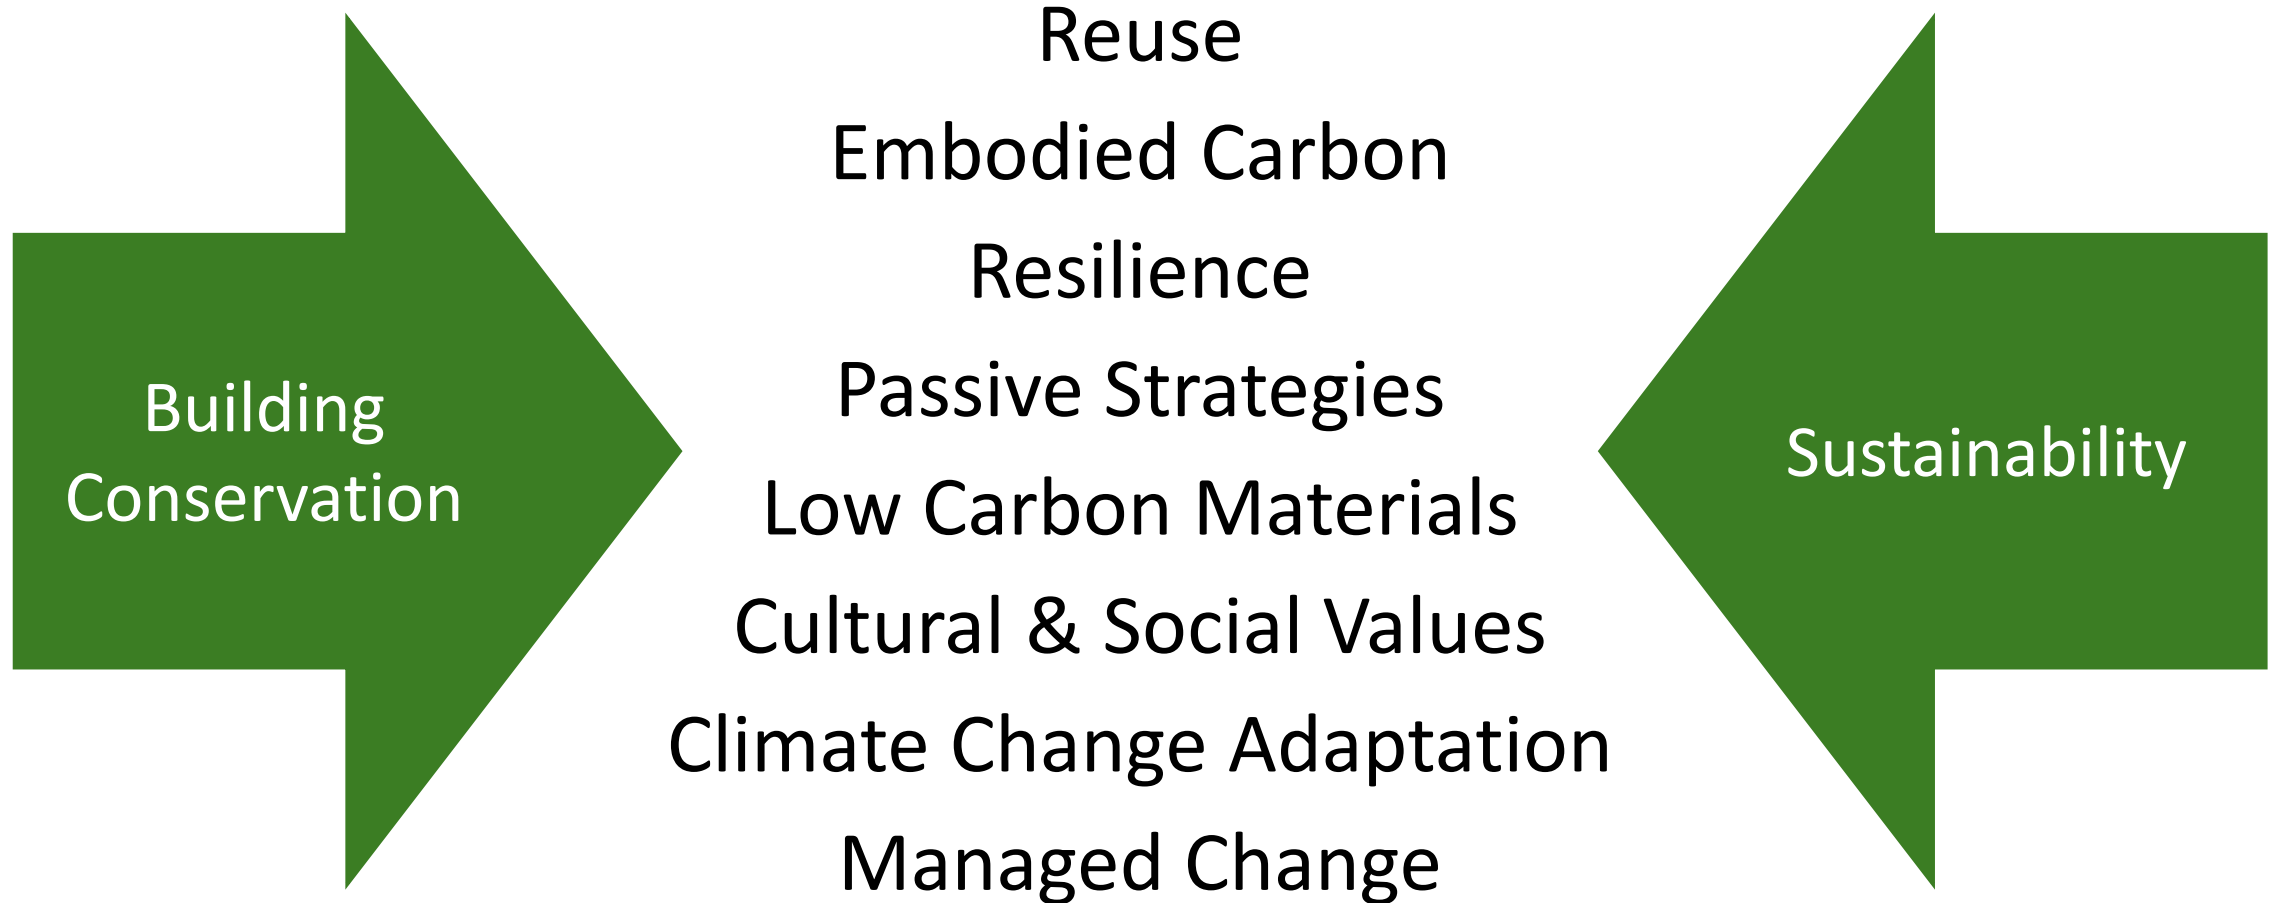 Building
Conservation
Reuse
Embodied Carbon
Resilience
Passive Strategies
Low Carbon Materials
Cultural & Social Values
Climate Change Adaptation
Managed Change
Sustainability